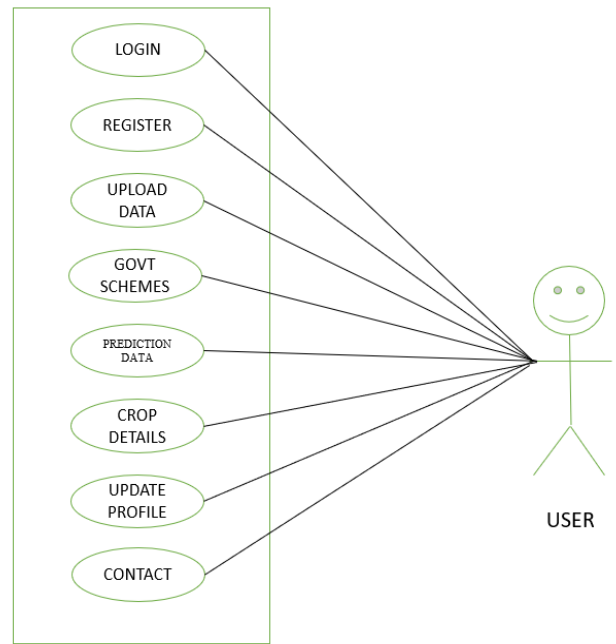 LOGIN
REGISTER
UPLOAD
DATA
GOVT
SCHEMES
PREDICTION
DATA
CROP
DETAILS
UPDATE
PROFILE
CONTACT
USER